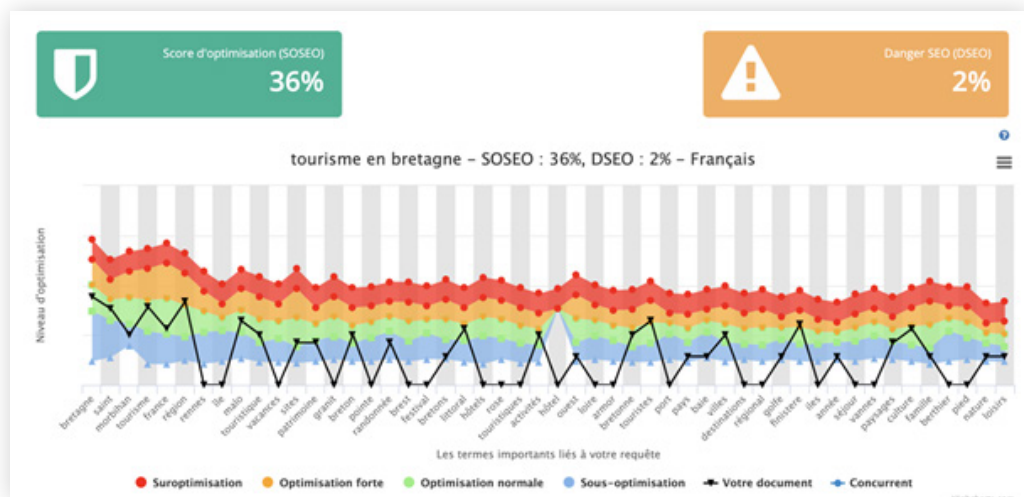 Score d'optimisation (SOSEO)
36%
Danger SEO (DSEO)
2%
tourisme en bretagne – SOSEO : 36%, DSEO : 2% – Français
Niveau d'optimisation
bretagne
saint
morbihan
tourisme
france
région
rennes
île
malo
touristique
vacances
sites
patrimoine
granit
breton
pointe
randonnée
brest
festival
bretons
littoral
hôtels
rose
touristiques
activités
hôtel
ouest
loire
armor
bretonne
touristes
port
pays
baie
villes
destinations
régional
golfe
finistere
iles
année
séjour
vannes
paysages
culture
famille
berthier
pied
nature
loisirs
Les termes importants liés à votre requête
Suroptimisation
Optimisation forte
Optimisation normale
Sous-optimisation
Votre document
Concurrent